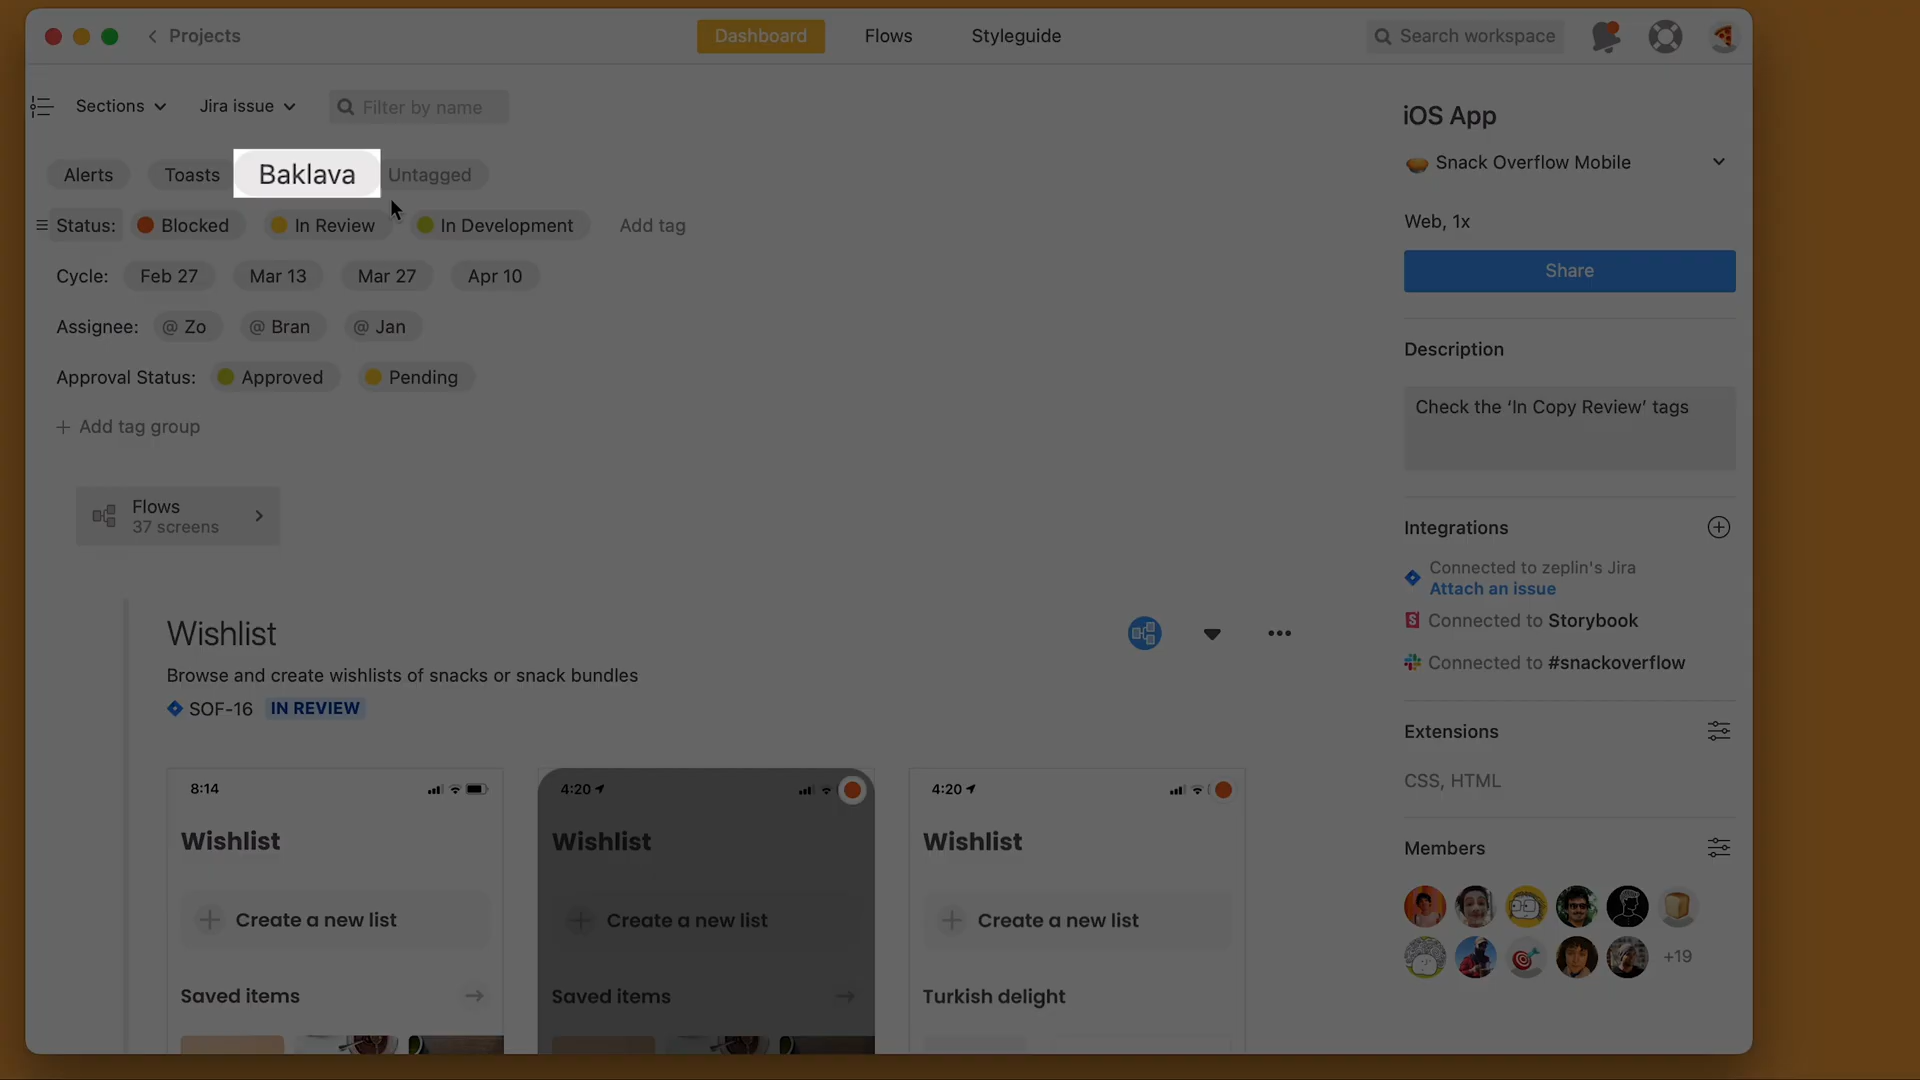 Projects
Dashboard
Flows
Styleguide
Search workspace
Sections
Jira issue
Filter by name
Alerts
Toasts
Baklava
Untagged
Status:
Blocked
In Review
In Development
Add tag
Cycle:
Feb 27
Mar 13
Mar 27
Apr 10
Assignee:
@ Zo
@ Bran
@ Jan
Approval Status:
Approved
Pending
+ Add tag group
Flows
37 screens
Wishlist
Browse and create wishlists of snacks or snack bundles
SOF-16 IN REVIEW
8:14
Wishlist
+ Create a new list
Saved items
4:20
Wishlist
+ Create a new list
Saved items
4:20
Wishlist
+ Create a new list
Turkish delight
iOS App
Snack Overflow Mobile
Web, 1x
Share
Description
Check the ‘In Copy Review’ tags
Integrations
Connected to zeplin's Jira
Attach an issue
Connected to Storybook
Connected to #snackoverflow
Extensions
CSS, HTML
Members
+19